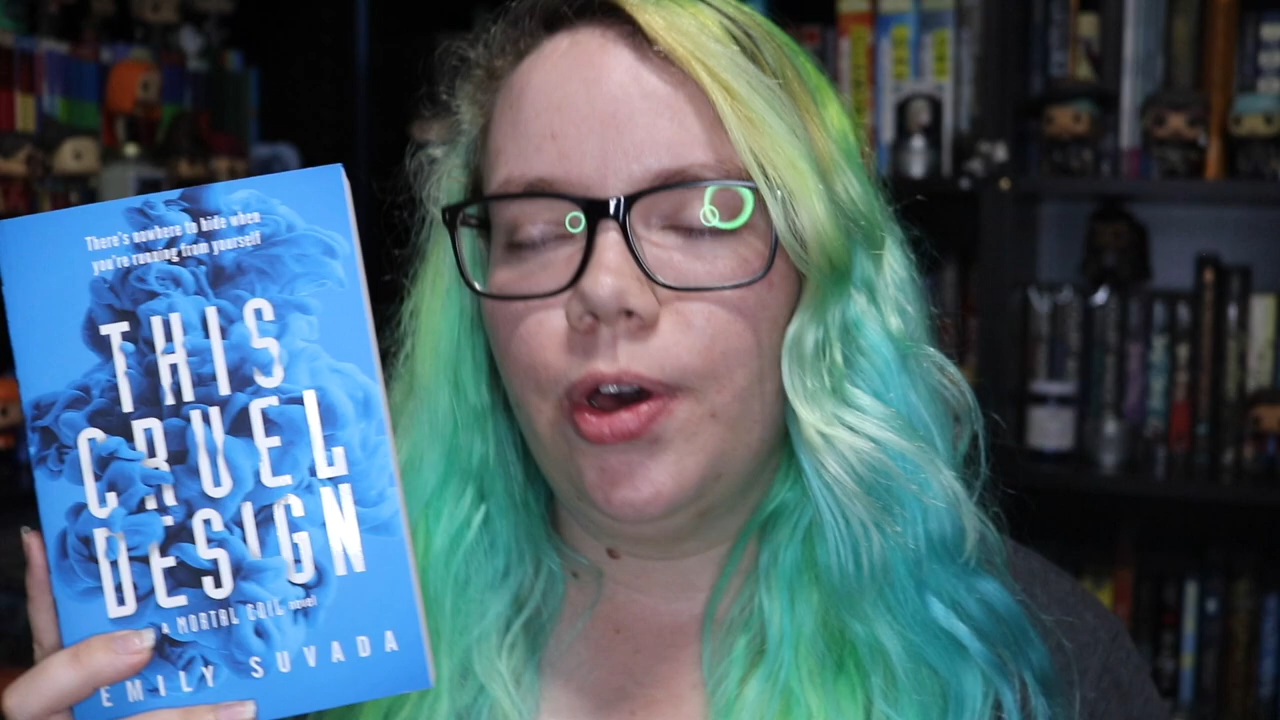 There's nowhere to hide when
you're running from yourself
THIS
CRUEL
DESIGN
A MORTAL COIL novel
EMILY SUVADA